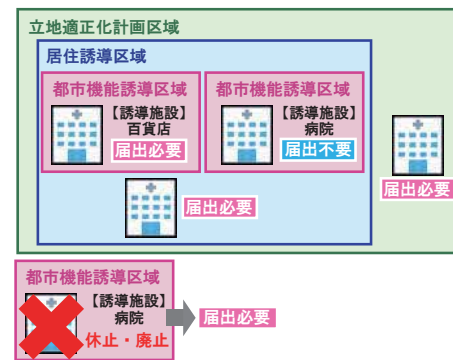 立地適正化計画区域
居住誘導区域
都市機能誘導区域
【誘導施設】
百貨店
届出必要
都市機能誘導区域
【誘導施設】
病院
届出不要
届出必要
届出必要
都市機能誘導区域
【誘導施設】
病院
休止・廃止
届出必要